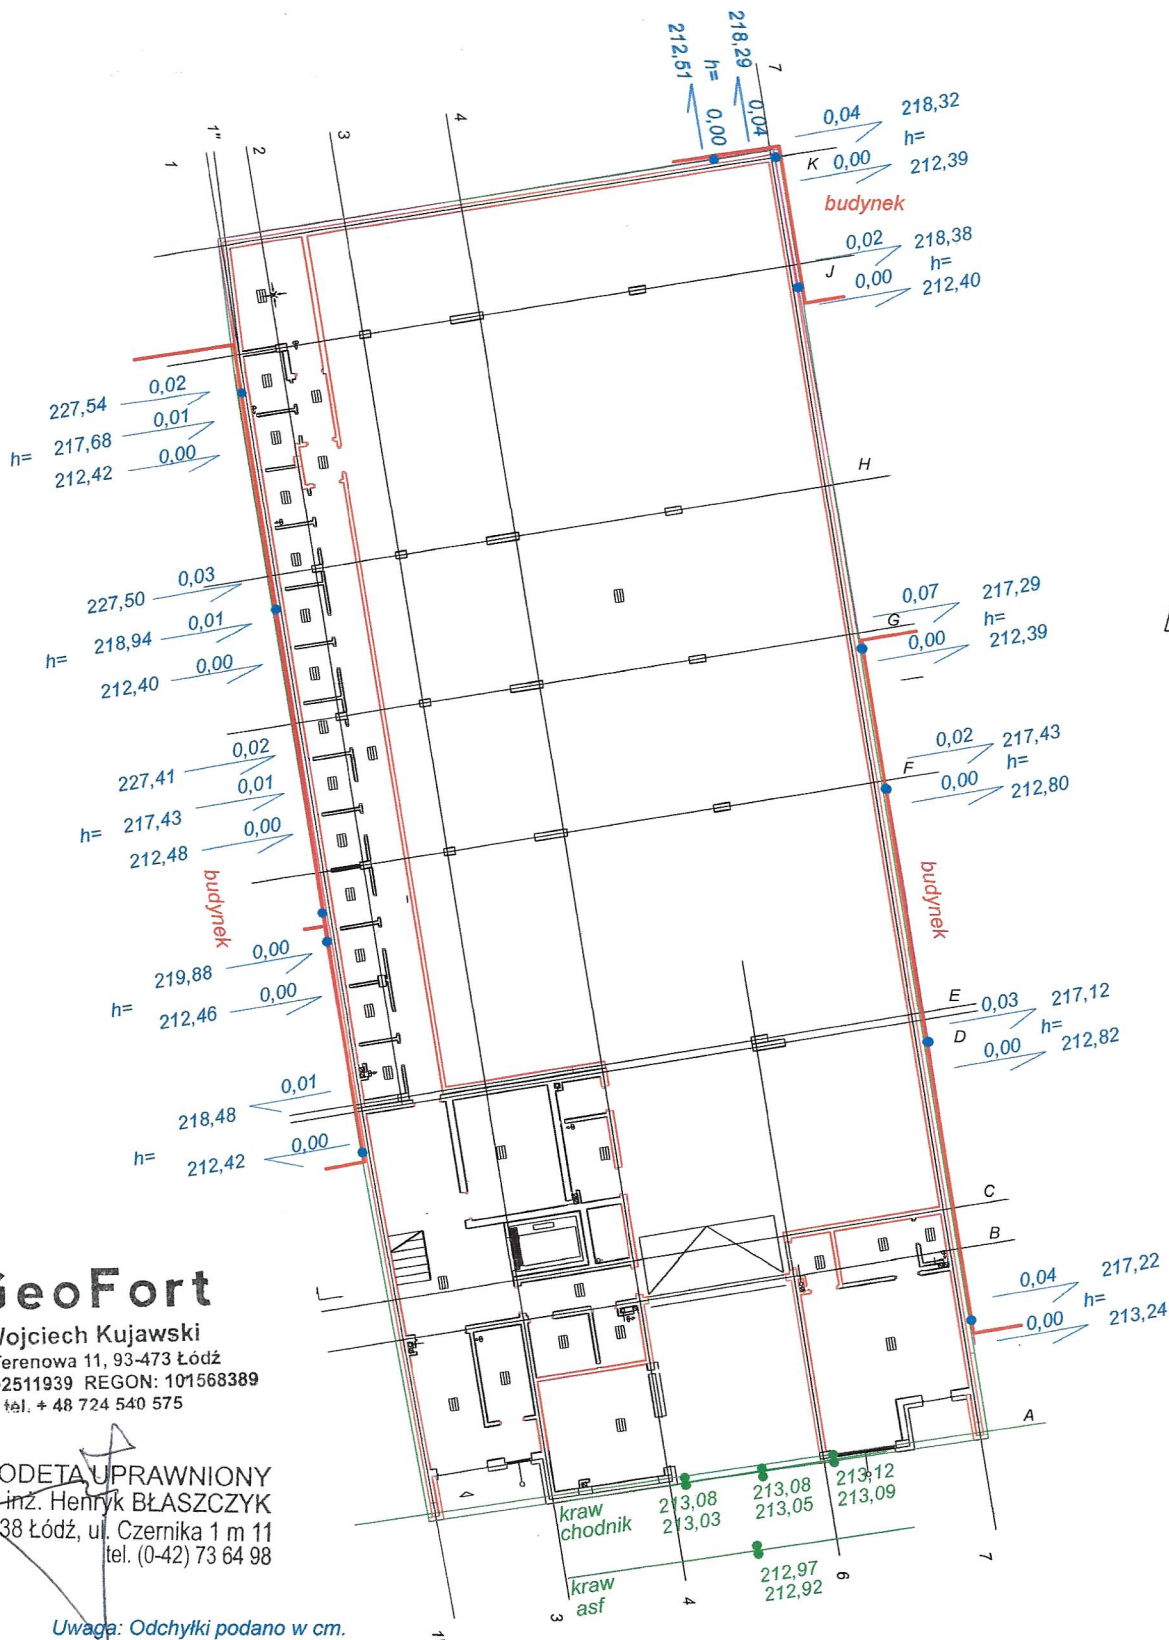 218,29
h=
212,51
0,04
0,00
7
0,04 218,32
h=
K 0,00 212,39
budynek
1
1"
2
3
4
0,02 218,38
J
h=
0,00 212,40
227,54 0,02
h= 217,68 0,01
212,42 0,00
H
227,50 0,03
h= 218,94 0,01
212,40 0,00
0,07 217,29
G
h=
0,00 212,39
227,41 0,02
h= 217,43 0,01
212,48 0,00
0,02 217,43
F
h=
0,00 212,80
budynek
budynek
219,88 0,00
h= 212,46 0,00
E
0,03 217,12
D
h=
0,00 212,82
218,48 0,01
h= 212,42 0,00
C
B
0,04 217,22
h=
0,00 213,24
A
GeoFort
Wojciech Kujawski
Terenowa 11, 93-473 Łódź
2511939 REGON: 101568389
tel. + 48 724 540 575
ODETA UPRAWNIONY
inż. Henryk BŁASZCZYK
38 Łódź, ul. Czernika 1 m 11
tel. (0-42) 73 64 98
kraw
chodnik
213,08
213,03
213,08
213,05
213,12
213,09
kraw
asf
212,97
212,92
3
4
6
7
Uwaga: Odchyłki podano w cm.